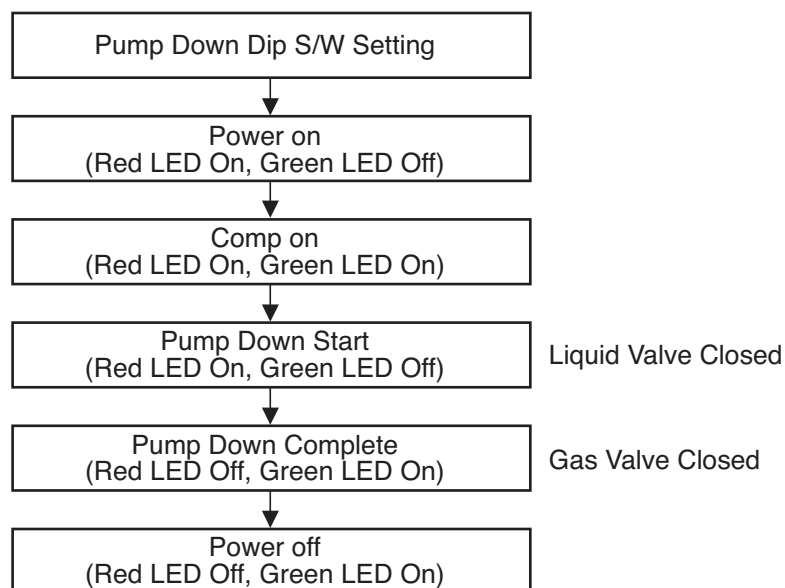 Pump Down Dip S/W Setting
Power on
(Red LED On, Green LED Off)
Comp on
(Red LED On, Green LED On)
Pump Down Start
(Red LED On, Green LED Off)
Liquid Valve Closed
Pump Down Complete
(Red LED Off, Green LED On)
Gas Valve Closed
Power off
(Red LED Off, Green LED On)